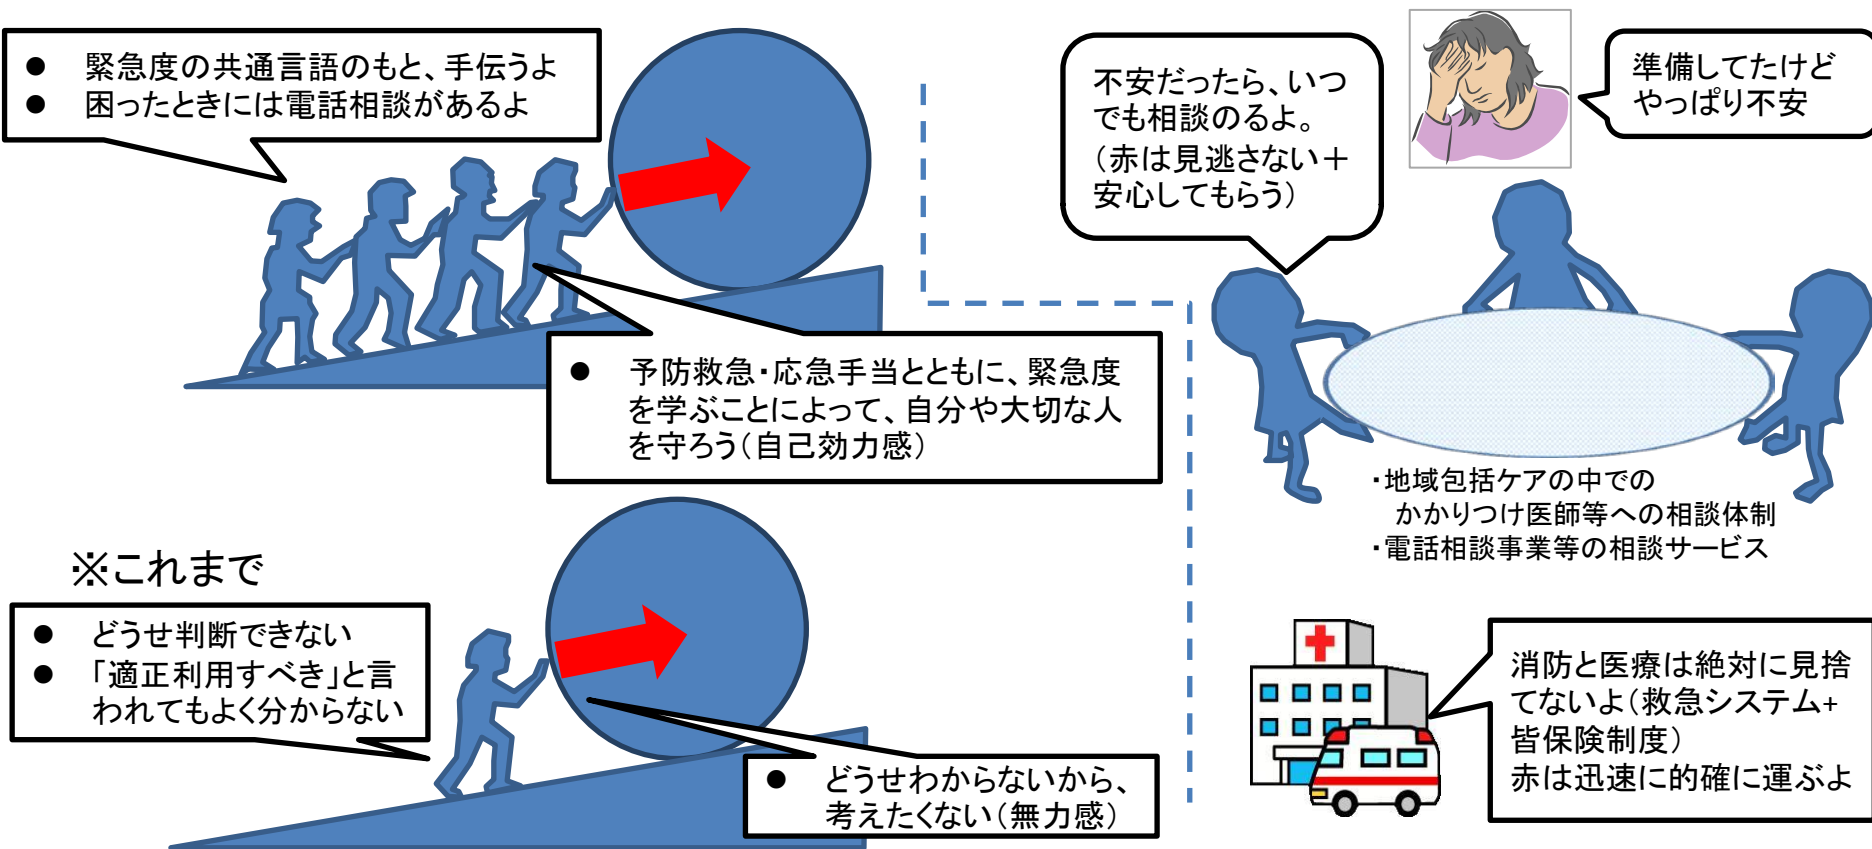 ● 緊急度の共通言語のもと、手伝うよ
● 困ったときには電話相談があるよ
● 予防救急・応急手当とともに、緊急度
を学ぶことによって、自分や大切な人
を守ろう(自己効力感)
※これまで
● どうせ判断できない
● 「適正利用すべき」と言
われてもよく分からない
● どうせわからないから、
考えたくない(無力感)
不安だったら、いつ
でも相談のるよ。
(赤は見逃さない+
安心してもらう)
準備してたけど
やっぱり不安
・地域包括ケアの中での
かかりつけ医師等への相談体制
・電話相談事業等の相談サービス
消防と医療は絶対に見捨
てないよ(救急システム+
皆保険制度)
赤は迅速に的確に運ぶよ